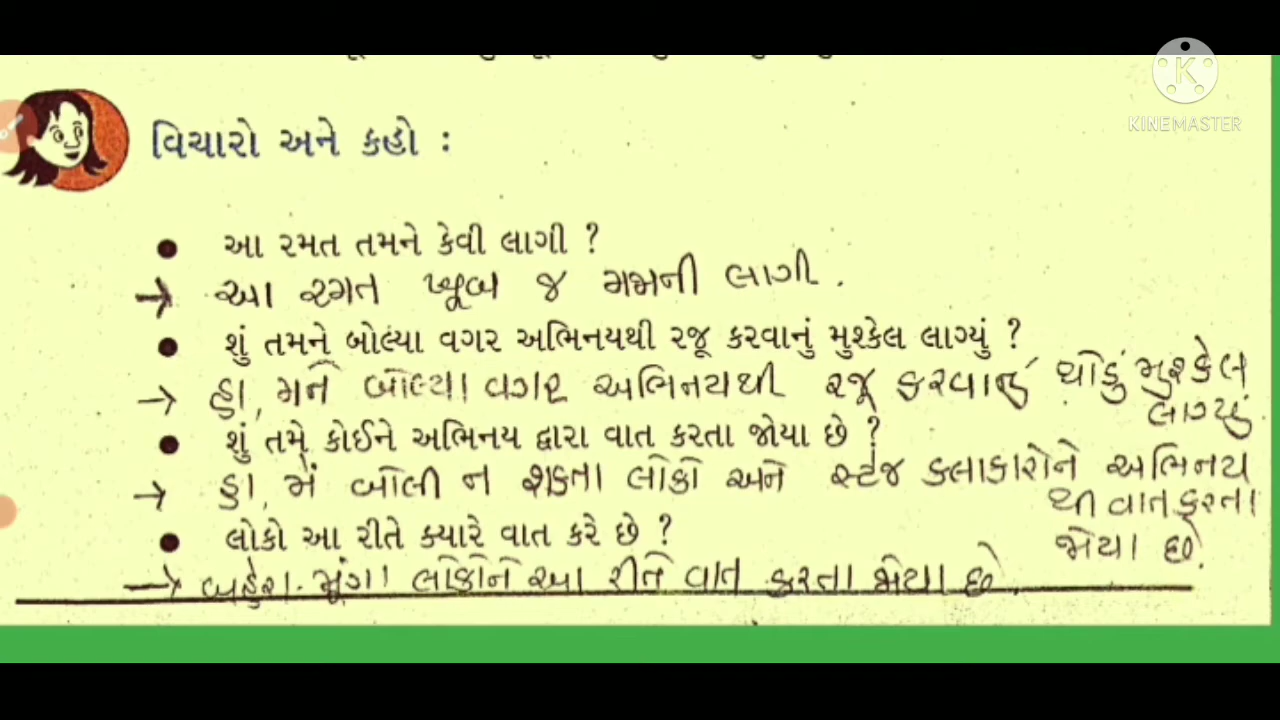 KINEMASTER
વિચારો અને કહો :
આ રમત તમને કેવી લાગી ?
→ આ રમત ખૂબ જ ગમની લાગી.
શું તમને બોલ્યા વગર અભિનયથી રજૂ કરવાનું મુશ્કેલ લાગ્યું ?
→ હા, મને બોલ્યા વગર અભિનયથી રજૂ કરવાનું થોડું મુશ્કેલ
લાગ્યું.
શું તમે કોઈને અભિનય દ્વારા વાત કરતા જોયા છે ?
→ હા, મેં બોલી ન શકતા લોકો અને સ્ટેજ કલાકારોને અભિનય
થી વાત કરતા
જોયા છે.
લોકો આ રીતે ક્યારે વાત કરે છે ?
→ બહેરા-મૂંગા લોકોને આ રીતે વાત કરતા જોયા છે.